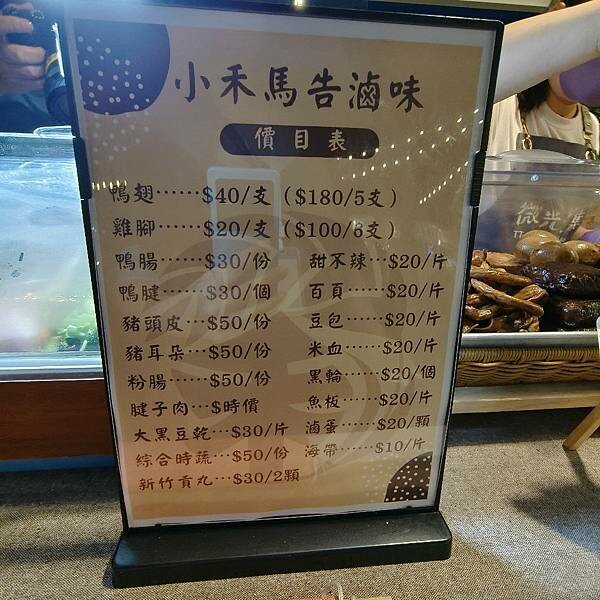 小禾馬告滷味
價目表
鴨翅……$40/支($180/5支)
雞腳……$20/支($100/6支)
鴨腸……$30/份 甜不辣…$20/片
鴨腱……$30/個 百頁……$20/片
豬頭皮…$50/份 豆包……$20/片
豬耳朵…$50/份 米血……$20/片
粉腸……$50/份 黑輪……$20/個
腱子肉…$時價 魚板……$20/片
大黑豆乾…$30/片 滷蛋……$20/顆
綜合時蔬…$50/份 海帶……$10/片
新竹貢丸…$30/2顆
微光